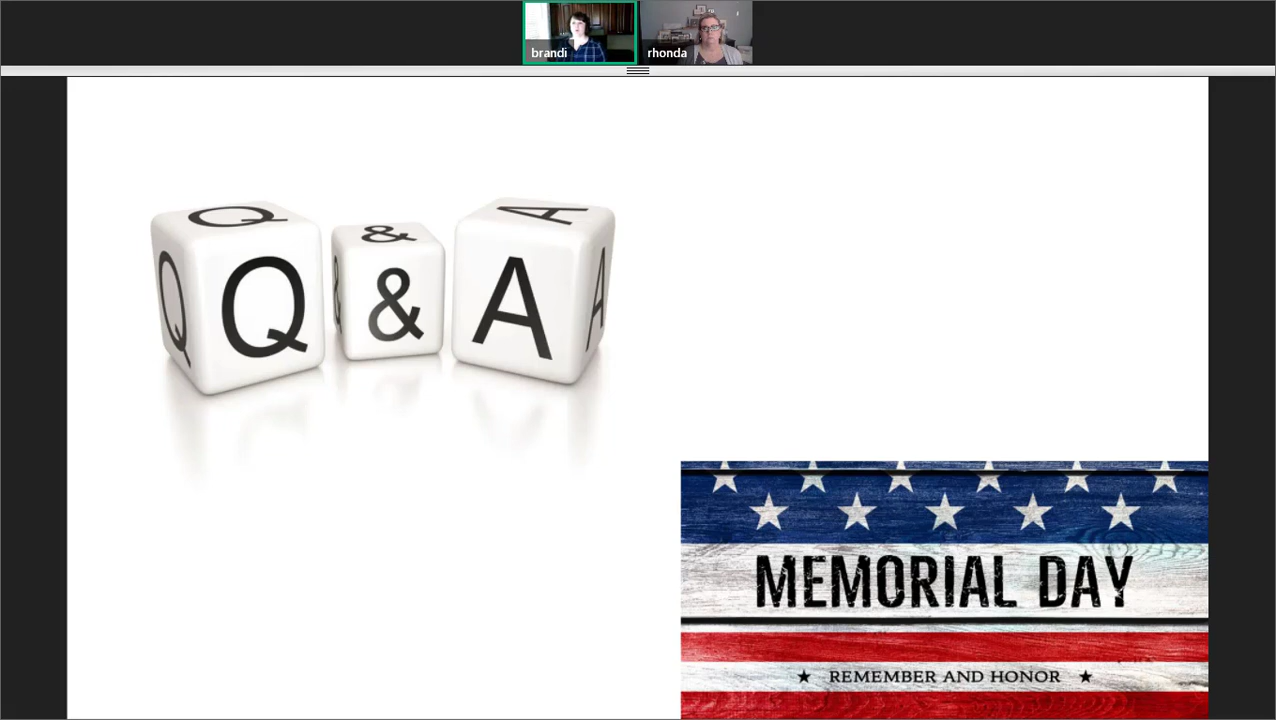 brandi
rhonda
Q & A
Q & A
Q & A
MEMORIAL DAY
★ REMEMBER AND HONOR ★